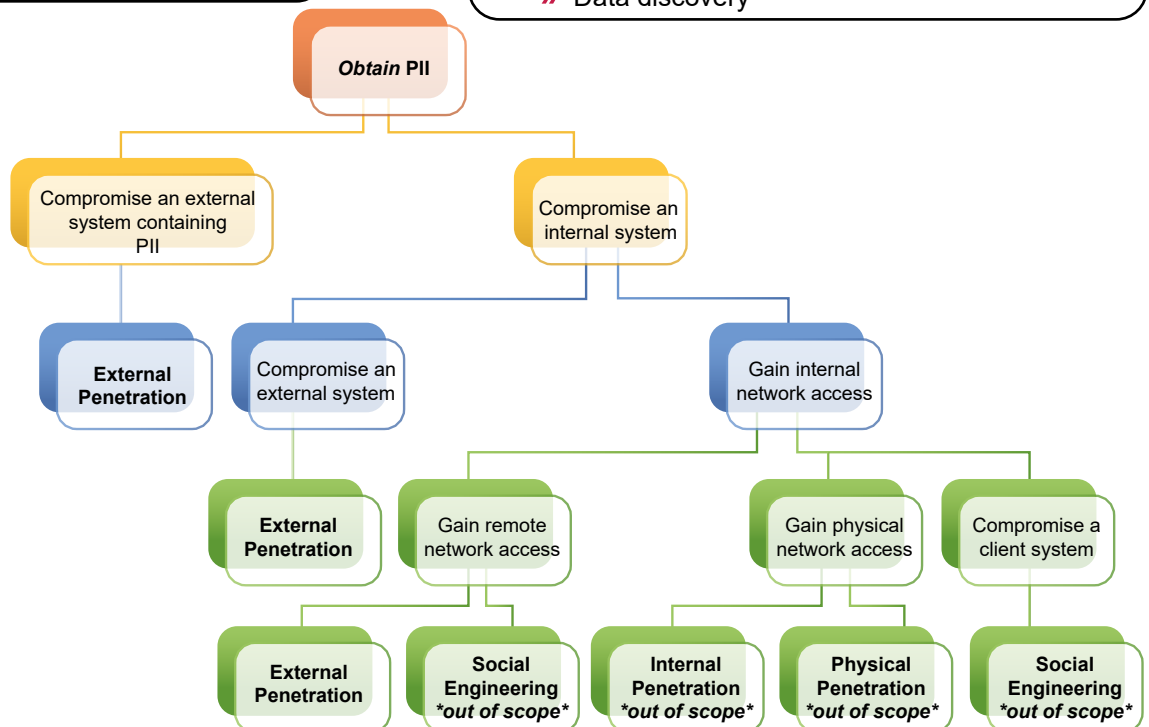 » Data discovery
Obtain PII
Compromise an external
system containing
PII
Compromise an
internal system
External
Penetration
Compromise an
external system
Gain internal
network access
External
Penetration
Gain remote
network access
Gain physical
network access
Compromise a
client system
External
Penetration
Social
Engineering
*out of scope*
Internal
Penetration
*out of scope*
Physical
Penetration
*out of scope*
Social
Engineering
*out of scope*